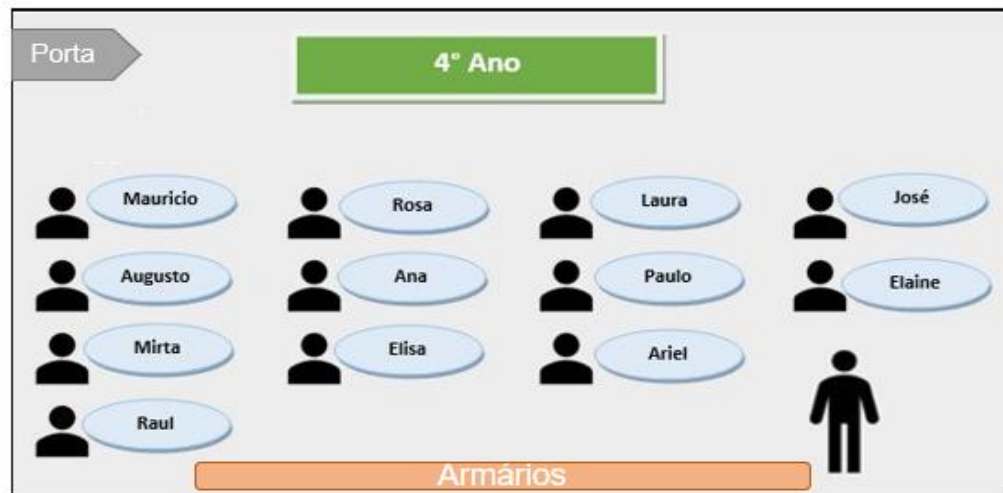 Porta
4° Ano
Mauricio
Rosa
Laura
José
Augusto
Ana
Paulo
Elaine
Mirta
Elisa
Ariel
Raul
Armários